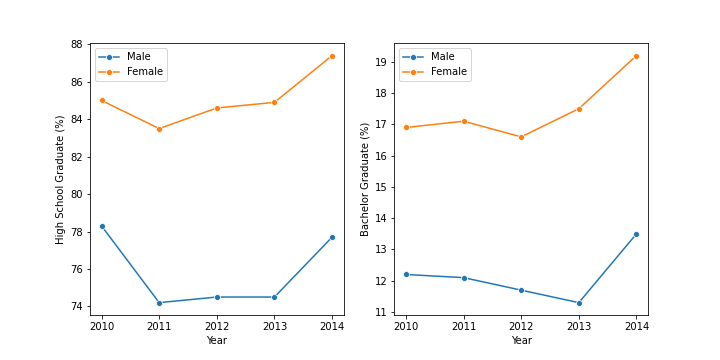 High School Graduate (%)
88
86
84
82
80
78
76
74
Male
Female
2010 2011 2012 2013 2014
Year
Bachelor Graduate (%)
19
18
17
16
15
14
13
12
11
Male
Female
2010 2011 2012 2013 2014
Year